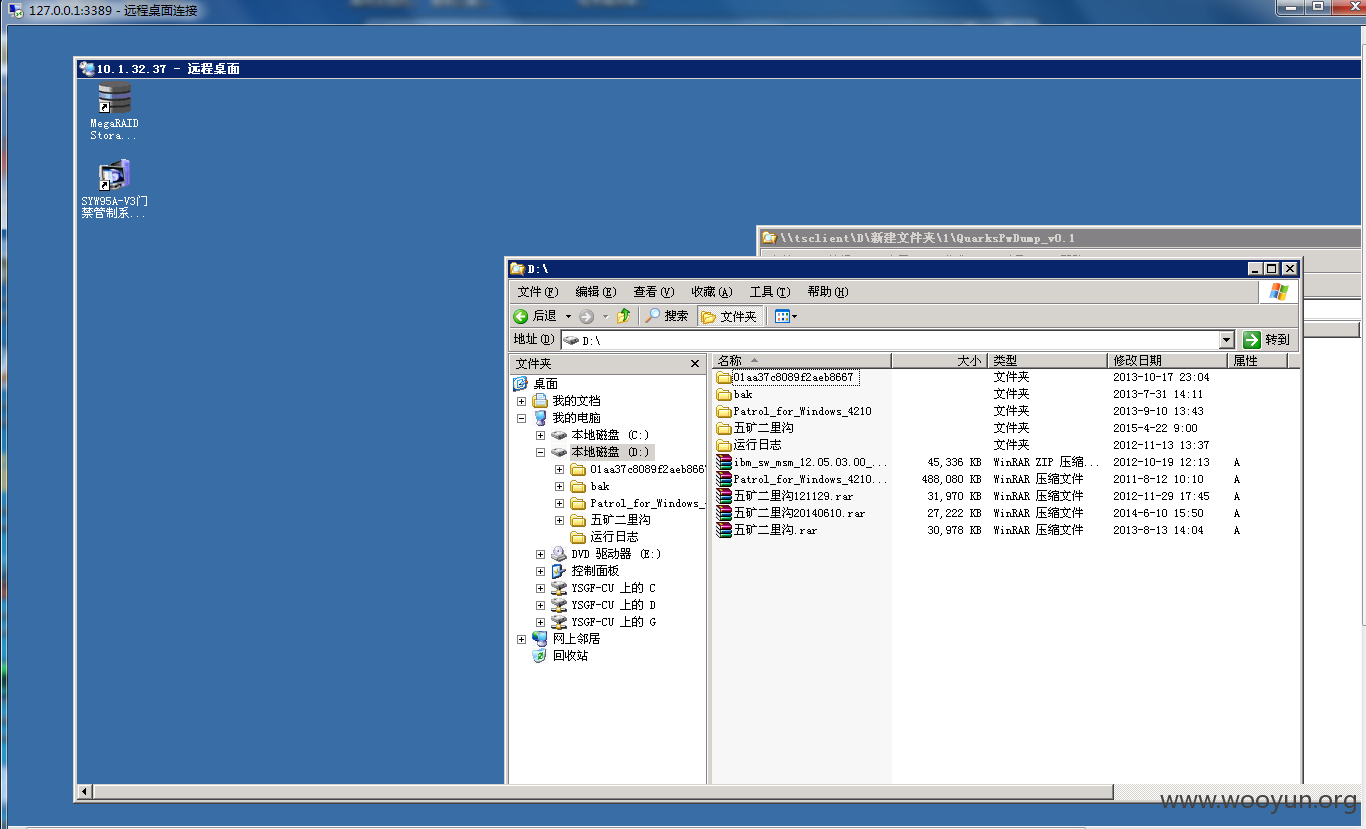 127.0.0.1:3389 - 远程桌面连接
10.1.32.37 - 远程桌面
MegaRAID
Stora...
SYW95A-V3门
禁管制系...
\\tsclient\D\新建文件夹\1\QuarksPwDump_v0.1
D:\
文件(F) 编辑(E) 查看(V) 收藏(A) 工具(T) 帮助(H)
后退 搜索 文件夹
地址(D) D:\ 转到
文件夹
桌面
我的文档
我的电脑
本地磁盘 (C:)
本地磁盘 (D:)
01aa37c8089f2aeb866
bak
Patrol_for_Windows_
五矿二里沟
运行日志
DVD 驱动器 (E:)
控制面板
YSGF-CU 上的 C
YSGF-CU 上的 D
YSGF-CU 上的 G
网上邻居
回收站
名称 大小 类型 修改日期 属性
01aa37c8089f2aeb8667 文件夹 2013-10-17 23:04
bak 文件夹 2013-7-31 14:11
Patrol_for_Windows_4210 文件夹 2013-9-10 13:43
五矿二里沟 文件夹 2015-4-22 9:00
运行日志 文件夹 2012-11-13 13:37
ibm_sw_msm_12.05.03.00_... 45,336 KB WinRAR ZIP 压缩... 2012-10-19 12:13 A
Patrol_for_Windows_4210... 488,080 KB WinRAR 压缩文件 2011-8-12 10:10 A
五矿二里沟121129.rar 31,970 KB WinRAR 压缩文件 2012-11-29 17:45 A
五矿二里沟20140610.rar 27,222 KB WinRAR 压缩文件 2014-6-10 15:50 A
五矿二里沟.rar 30,978 KB WinRAR 压缩文件 2013-8-13 14:04 A
www.wooyun.org